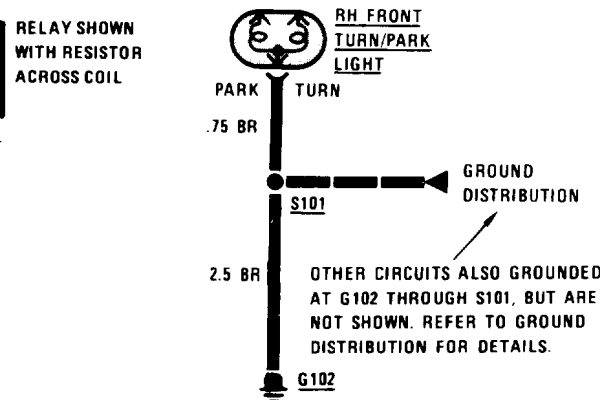 RELAY SHOWN
WITH RESISTOR
ACROSS COIL
RH FRONT
TURN/PARK
LIGHT
PARK
TURN
.75 BR
S101
GROUND
DISTRIBUTION
2.5 BR
OTHER CIRCUITS ALSO GROUNDED
AT G102 THROUGH S101, BUT ARE
NOT SHOWN. REFER TO GROUND
DISTRIBUTION FOR DETAILS.
G102